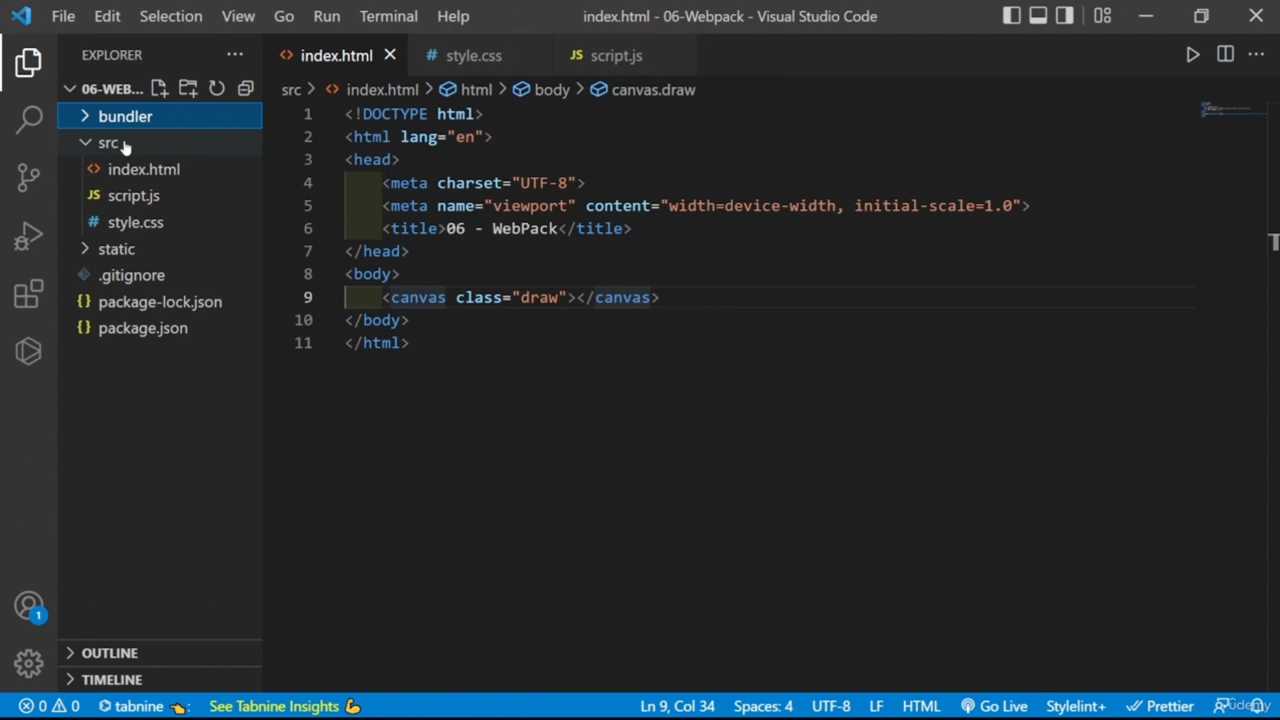 File Edit Selection View Go Run Terminal Help index.html - 06-Webpack - Visual Studio Code
EXPLORER
06-WEB...
bundler
src
index.html
script.js
style.css
static
.gitignore
package-lock.json
package.json
OUTLINE
TIMELINE
index.html style.css JS script.js
src > index.html > html > body > canvas.draw
1 <!DOCTYPE html>
2 <html lang="en">
3 <head>
4 <meta charset="UTF-8">
5 <meta name="viewport" content="width=device-width, initial-scale=1.0">
6 <title>06 - WebPack</title>
7 </head>
8 <body>
9 <canvas class="draw"></canvas>
10 </body>
11 </html>
1
0 0 tabnine 👈: See Tabnine Insights 💪 Ln 9, Col 34 Spaces: 4 UTF-8 LF HTML Go Live Stylelint+ Prettier
Udemy